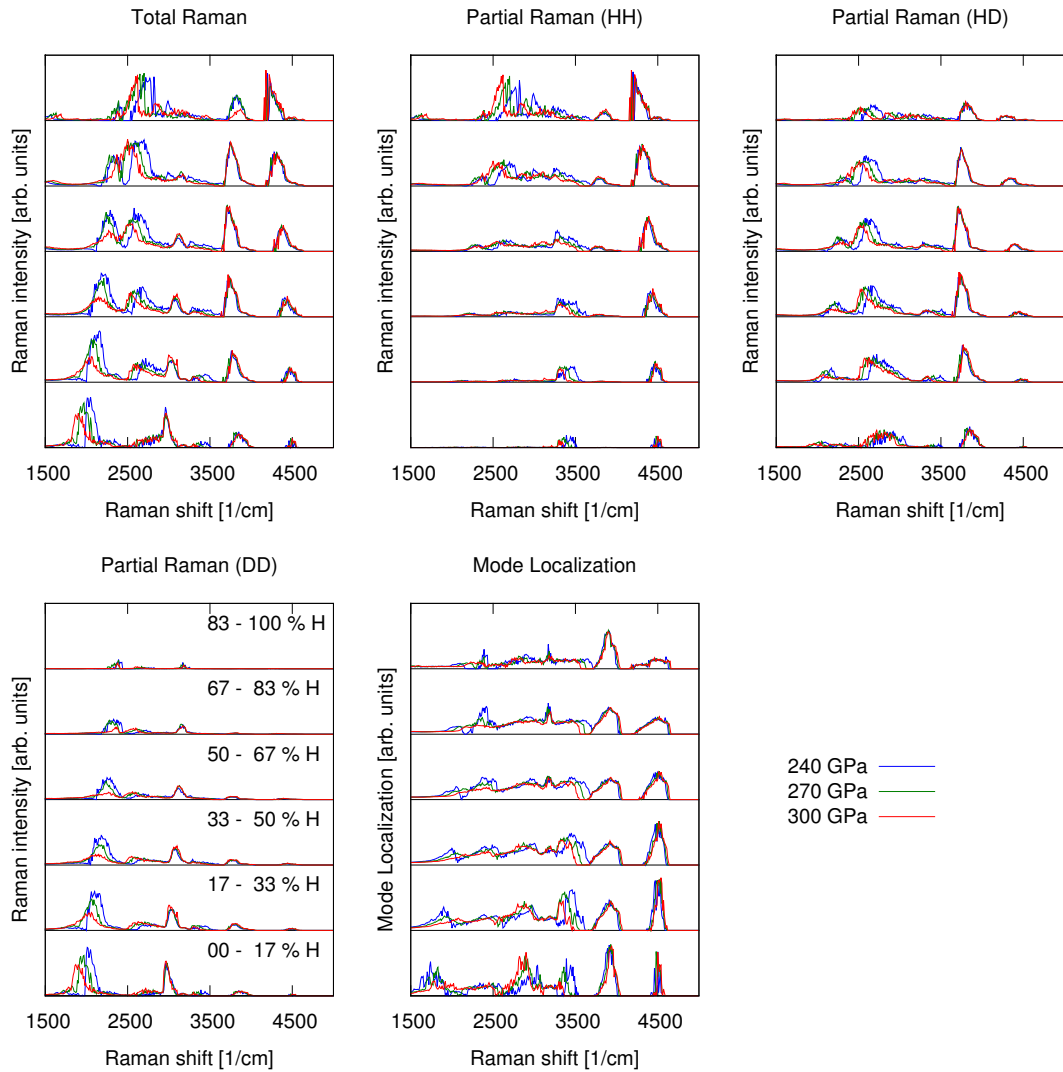 Total Raman
Partial Raman (HH)
Partial Raman (HD)
Raman intensity [arb. units]
Raman intensity [arb. units]
Raman intensity [arb. units]
1500 2500 3500 4500
1500 2500 3500 4500
1500 2500 3500 4500
Raman shift [1/cm]
Raman shift [1/cm]
Raman shift [1/cm]
Partial Raman (DD)
Mode Localization
Raman intensity [arb. units]
83 - 100 % H
67 - 83 % H
50 - 67 % H
33 - 50 % H
17 - 33 % H
00 - 17 % H
Mode Localization [arb. units]
240 GPa
270 GPa
300 GPa
1500 2500 3500 4500
1500 2500 3500 4500
Raman shift [1/cm]
Raman shift [1/cm]